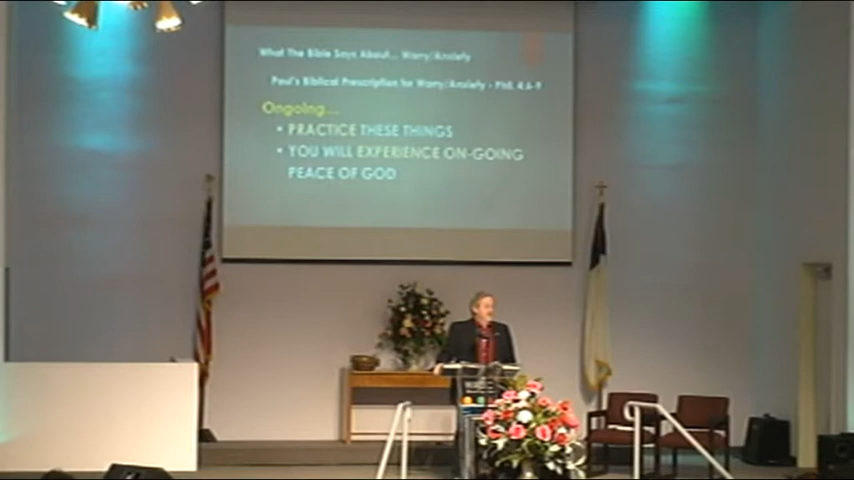 What The Bible Says About... Worry/Anxiety
Paul's Biblical Prescription for Worry/Anxiety - Phil. 4:6-9
Ongoing...
• PRACTICE THESE THINGS
• YOU WILL EXPERIENCE ON-GOING
PEACE OF GOD